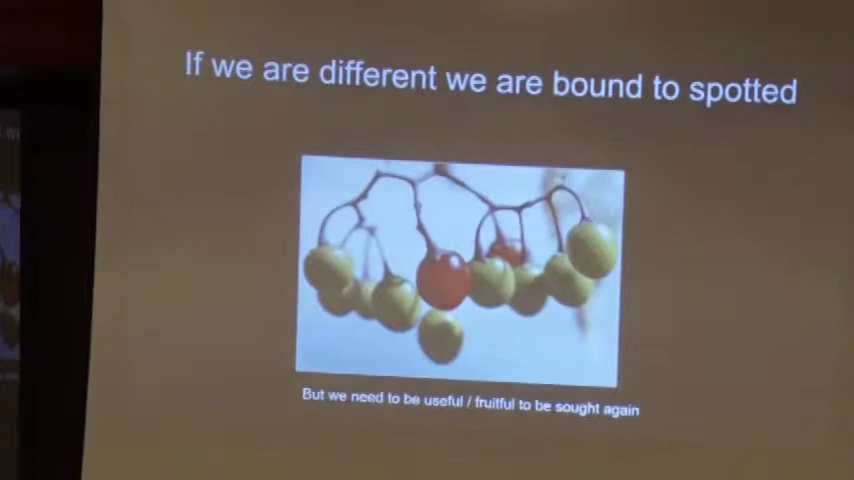 If we are different we are bound to spotted
But we need to be useful / fruitful to be sought again